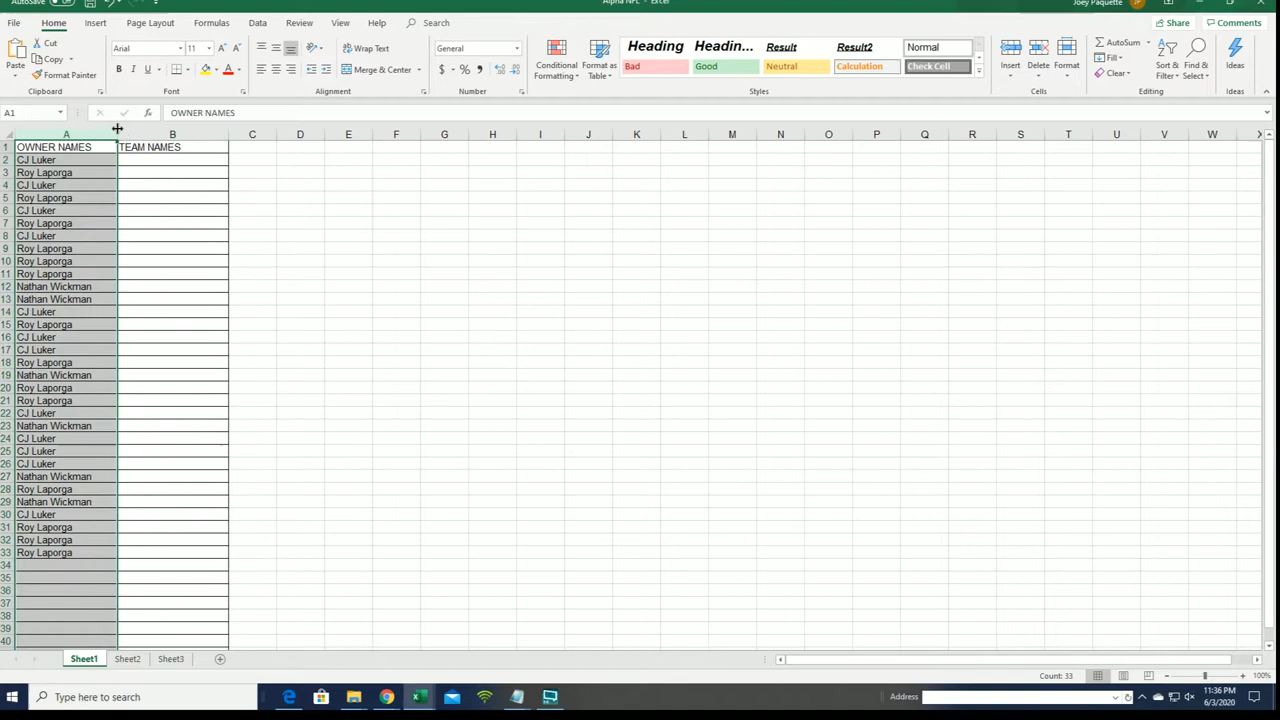 AutoSave Off Alpha NFL - Excel Joey Paquette JP
File Home Insert Page Layout Formulas Data Review View Help Search Share Comments
Paste Cut Copy Format Painter Clipboard
Arial 11 A A B I U A Font
Wrap Text Merge & Center Alignment
General $ % , Number
Conditional Formatting Format as Table
Heading Headin... Result Result2 Normal
Bad Good Neutral Calculation Check Cell
Styles
Insert Delete Format Cells
AutoSum Fill Clear Sort & Filter Find & Select Editing
Ideas Ideas
A1 fx OWNER NAMES
A B C D E F G H I J K L M N O P Q R S T U V W X
1 OWNER NAMES TEAM NAMES
2 CJ Luker
3 Roy Laporga
4 CJ Luker
5 Roy Laporga
6 CJ Luker
7 Roy Laporga
8 CJ Luker
9 Roy Laporga
10 Roy Laporga
11 Roy Laporga
12 Nathan Wickman
13 Nathan Wickman
14 CJ Luker
15 Roy Laporga
16 CJ Luker
17 CJ Luker
18 Roy Laporga
19 Nathan Wickman
20 Roy Laporga
21 Roy Laporga
22 CJ Luker
23 Nathan Wickman
24 CJ Luker
25 CJ Luker
26 CJ Luker
27 Nathan Wickman
28 Roy Laporga
29 Nathan Wickman
30 CJ Luker
31 Roy Laporga
32 Roy Laporga
33 Roy Laporga
34
35
36
37
38
39
40
Sheet1 Sheet2 Sheet3
Count: 33 100%
Type here to search Address 11:36 PM
6/3/2020